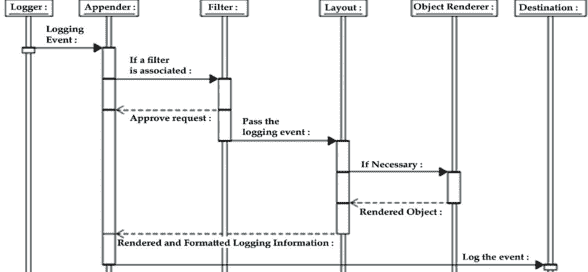 Logger :
Appender :
Filter :
Layout :
Object Renderer :
Destination :
Logging
Event :
If a filter
is associated :
Approve request :
Pass the
logging event :
If Necessary :
Rendered Object :
Rendered and Formatted Logging Information :
Log the event :